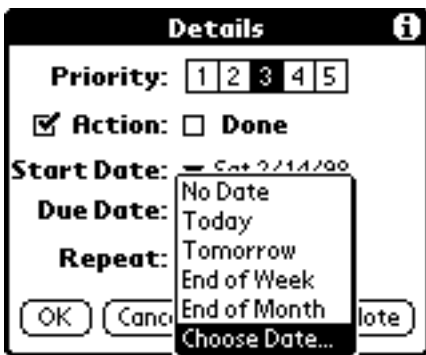 Details
Priority: 1 2 3 4 5
Action: Done
Start Date:
No Date
Due Date:
Today
Tomorrow
Repeat:
End of Week
End of Month
OK
Choose Date...